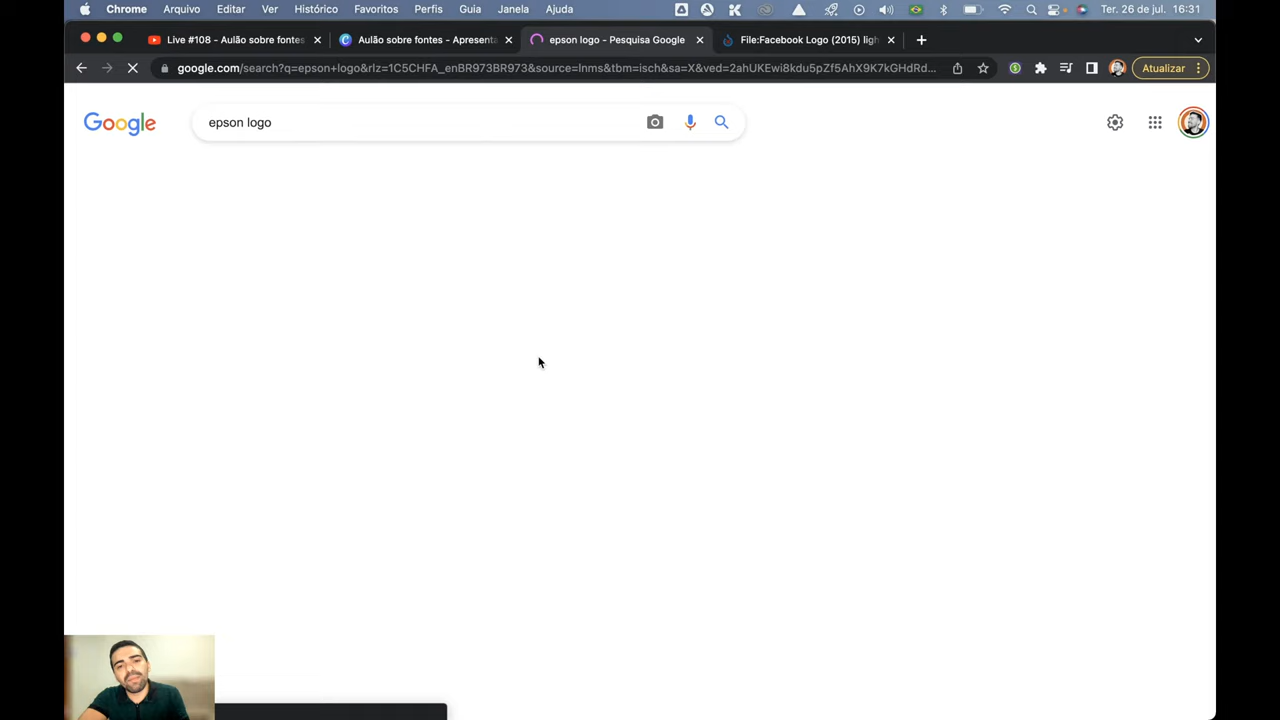 Chrome Arquivo Editar Ver Histórico Favoritos Perfis Guia Janela Ajuda Ter. 26 de jul. 16:31
Live #108 - Aulão sobre fontes Aulão sobre fontes - Apresenta epson logo - Pesquisa Google File:Facebook Logo (2015) ligh
google.com/search?q=epson+logo&rlz=1C5CHFA_enBR973BR973&source=lnms&tbm=isch&sa=X&ved=2ahUKEwi8kdu5pZf5AhX9K7kGHdRd... Atualizar
Google epson logo